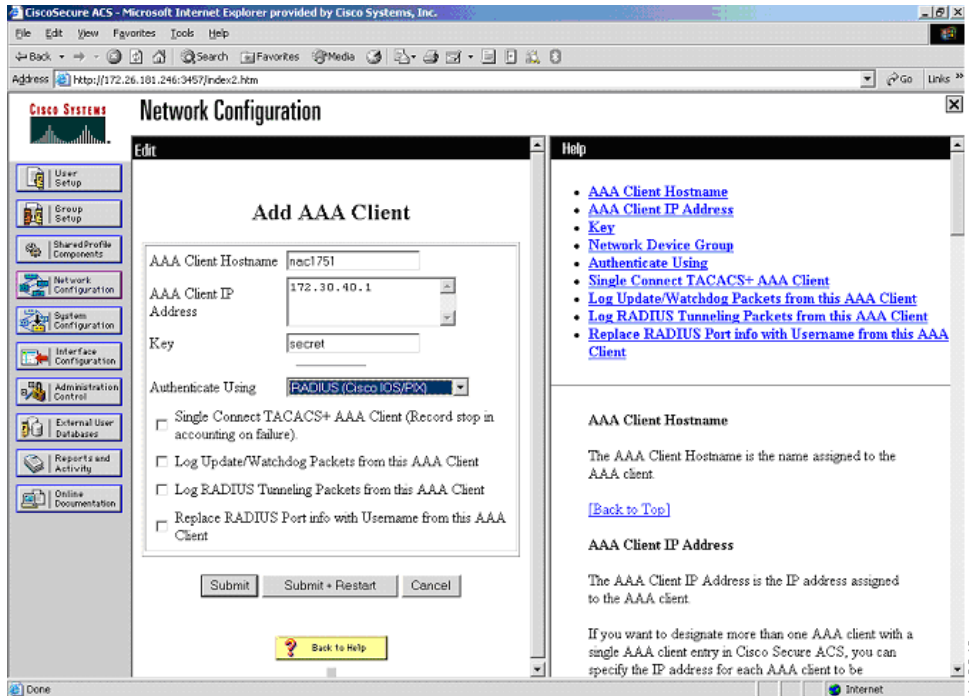 CiscoSecure ACS - Microsoft Internet Explorer provided by Cisco Systems, Inc.
File Edit View Favorites Tools Help
Back Search Favorites Media
Address http://172.26.181.246:3457/index2.htm Go Links »
CISCO SYSTEMS
Network Configuration
User Setup
Group Setup
Shared Profile Components
Network Configuration
System Configuration
Interface Configuration
Administration Control
External User Databases
Reports and Activity
Online Documentation
Edit
Add AAA Client
AAA Client Hostname nac1751
AAA Client IP Address 172.30.40.1
Key secret
Authenticate Using RADIUS (Cisco IOS/PIX)
Single Connect TACACS+ AAA Client (Record stop in
accounting on failure).
Log Update/Watchdog Packets from this AAA Client
Log RADIUS Tunneling Packets from this AAA Client
Replace RADIUS Port info with Username from this AAA
Client
Submit Submit + Restart Cancel
? Back to Help
Help
AAA Client Hostname
AAA Client IP Address
Key
Network Device Group
Authenticate Using
Single Connect TACACS+ AAA Client
Log Update/Watchdog Packets from this AAA Client
Log RADIUS Tunneling Packets from this AAA Client
Replace RADIUS Port info with Username from this AAA
Client
AAA Client Hostname
The AAA Client Hostname is the name assigned to the
AAA client.
[Back to Top]
AAA Client IP Address
The AAA Client IP Address is the IP address assigned
to the AAA client.
If you want to designate more than one AAA client with a
single AAA client entry in Cisco Secure ACS, you can
specify the IP address for each AAA client to be
Done Internet